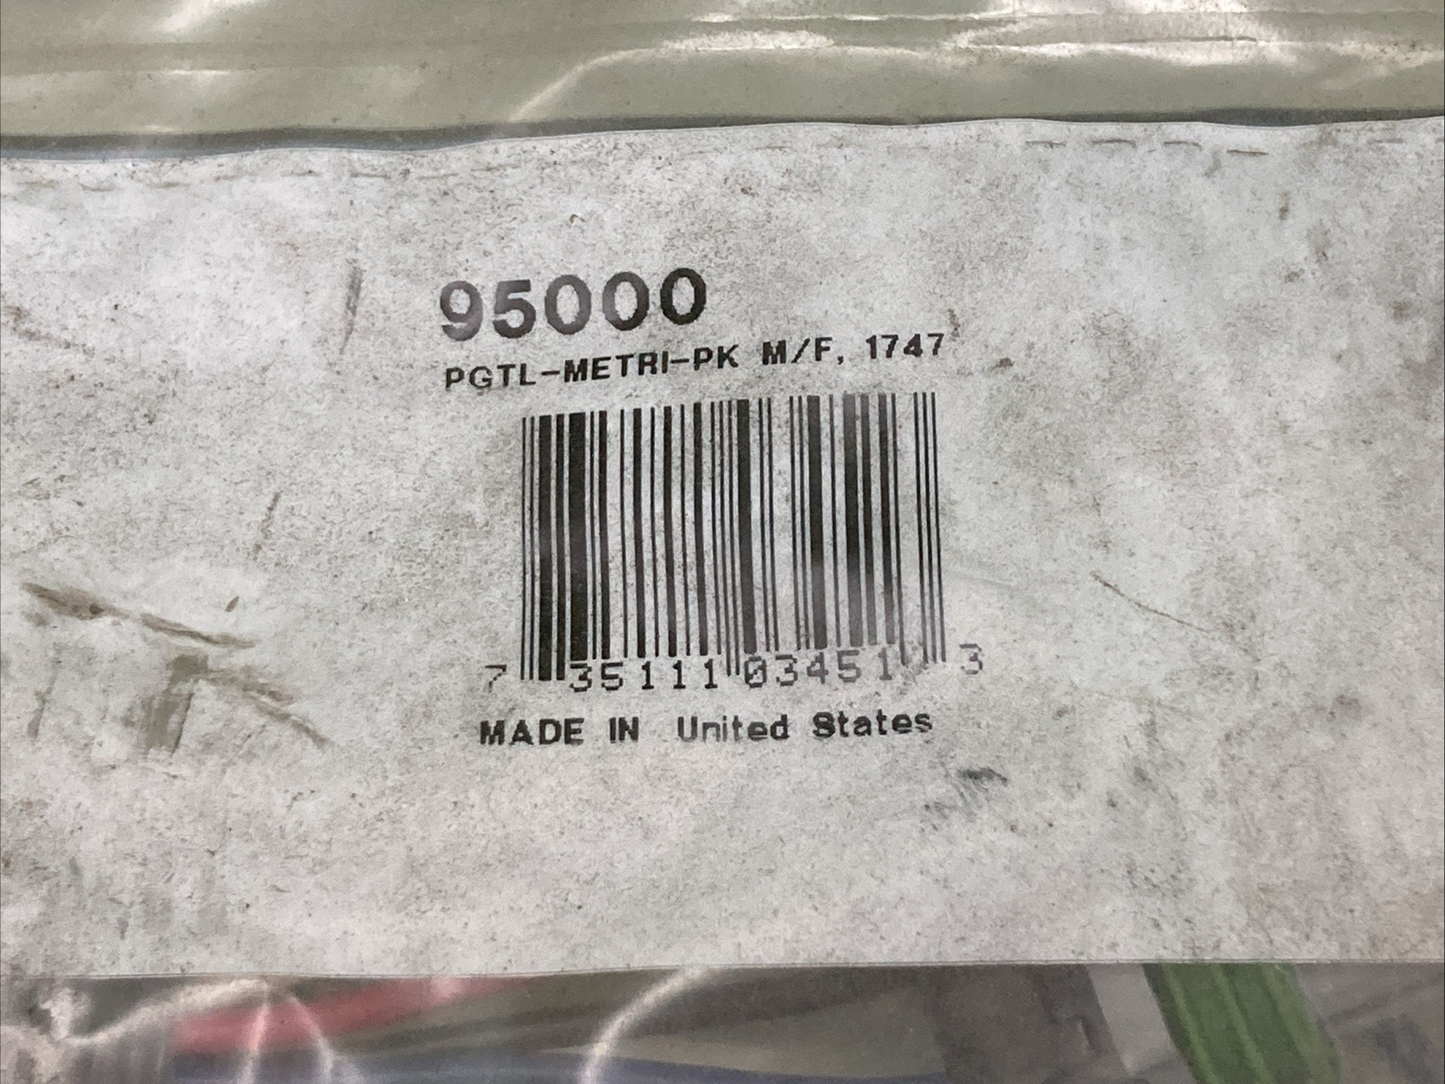 95000
PGTL-METRI-PK M/F, 1747
7 35111 03451 3
MADE IN United States